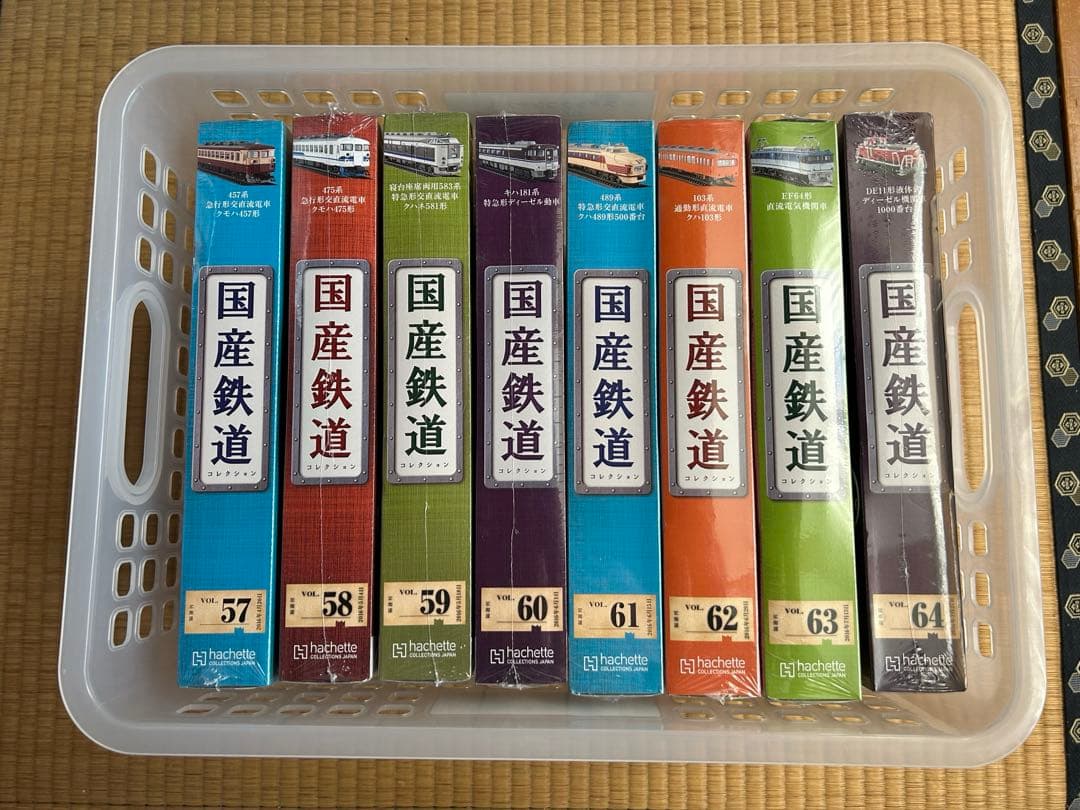 457系
急行形交直流電車
クモハ457形
国産鉄道
コレクション
VOL.
57
hachette
COLLECTIONS JAPAN
475系
急行形交直流電車
クモハ475形
国産鉄道
コレクション
VOL.
58
hachette
COLLECTIONS JAPAN
寝台座席両用583系
特急形交直流電車
クハネ581形
国産鉄道
コレクション
VOL.
59
hachette
COLLECTIONS JAPAN
キハ181系
特急形ディーゼル動車
国産鉄道
コレクション
VOL.
60
hachette
COLLECTIONS JAPAN
489系
特急形交直流電車
クハ489形500番台
国産鉄道
コレクション
VOL.
61
hachette
COLLECTIONS JAPAN
103系
通勤形直流電車
クハ103形
国産鉄道
コレクション
VOL.
62
hachette
COLLECTIONS JAPAN
EF64形
直流電気機関車
国産鉄道
コレクション
VOL.
63
hachette
COLLECTIONS JAPAN
DE11形液体式
ディーゼル機関車
1000番台
国産鉄道
コレクション
VOL.
64
hachette
COLLECTIONS JAPAN